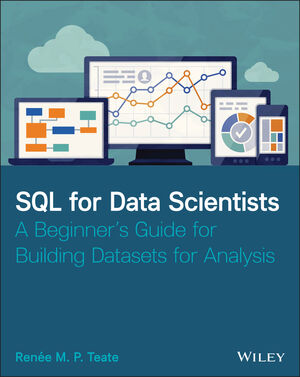 SQL for Data Scientists
A Beginner's Guide for
Building Datasets for Analysis
Renée M. P. Teate
WILEY